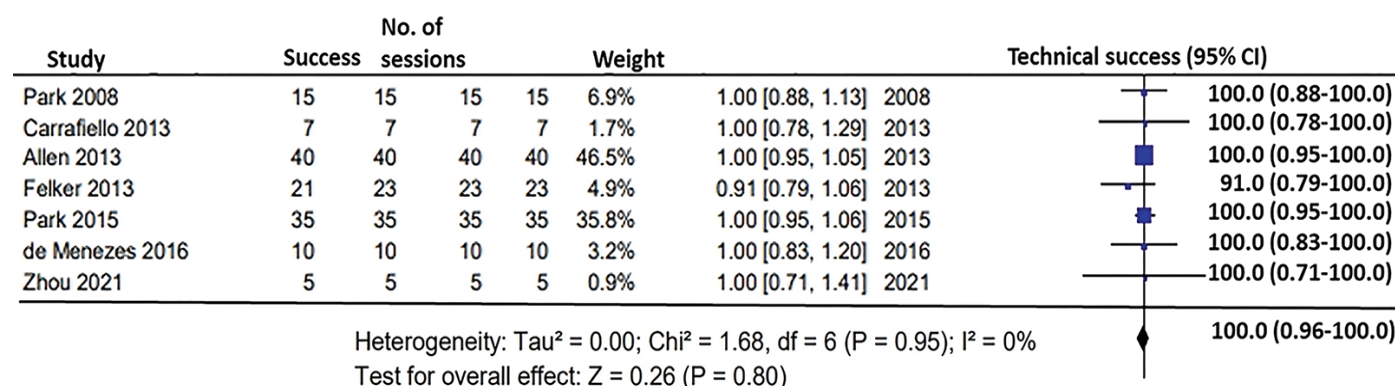 No. of
Study Success sessions Weight Technical success (95% CI)
Park 2008 15 15 15 15 6.9% 1.00 [0.88, 1.13] 2008 100.0 (0.88-100.0)
Carrafiello 2013 7 7 7 7 1.7% 1.00 [0.78, 1.29] 2013 100.0 (0.78-100.0)
Allen 2013 40 40 40 40 46.5% 1.00 [0.95, 1.05] 2013 100.0 (0.95-100.0)
Felker 2013 21 23 23 23 4.9% 0.91 [0.79, 1.06] 2013 91.0 (0.79-100.0)
Park 2015 35 35 35 35 35.8% 1.00 [0.95, 1.06] 2015 100.0 (0.95-100.0)
de Menezes 2016 10 10 10 10 3.2% 1.00 [0.83, 1.20] 2016 100.0 (0.83-100.0)
Zhou 2021 5 5 5 5 0.9% 1.00 [0.71, 1.41] 2021 100.0 (0.71-100.0)
100.0 (0.96-100.0)
Heterogeneity: Tau² = 0.00; Chi² = 1.68, df = 6 (P = 0.95); I² = 0%
Test for overall effect: Z = 0.26 (P = 0.80)